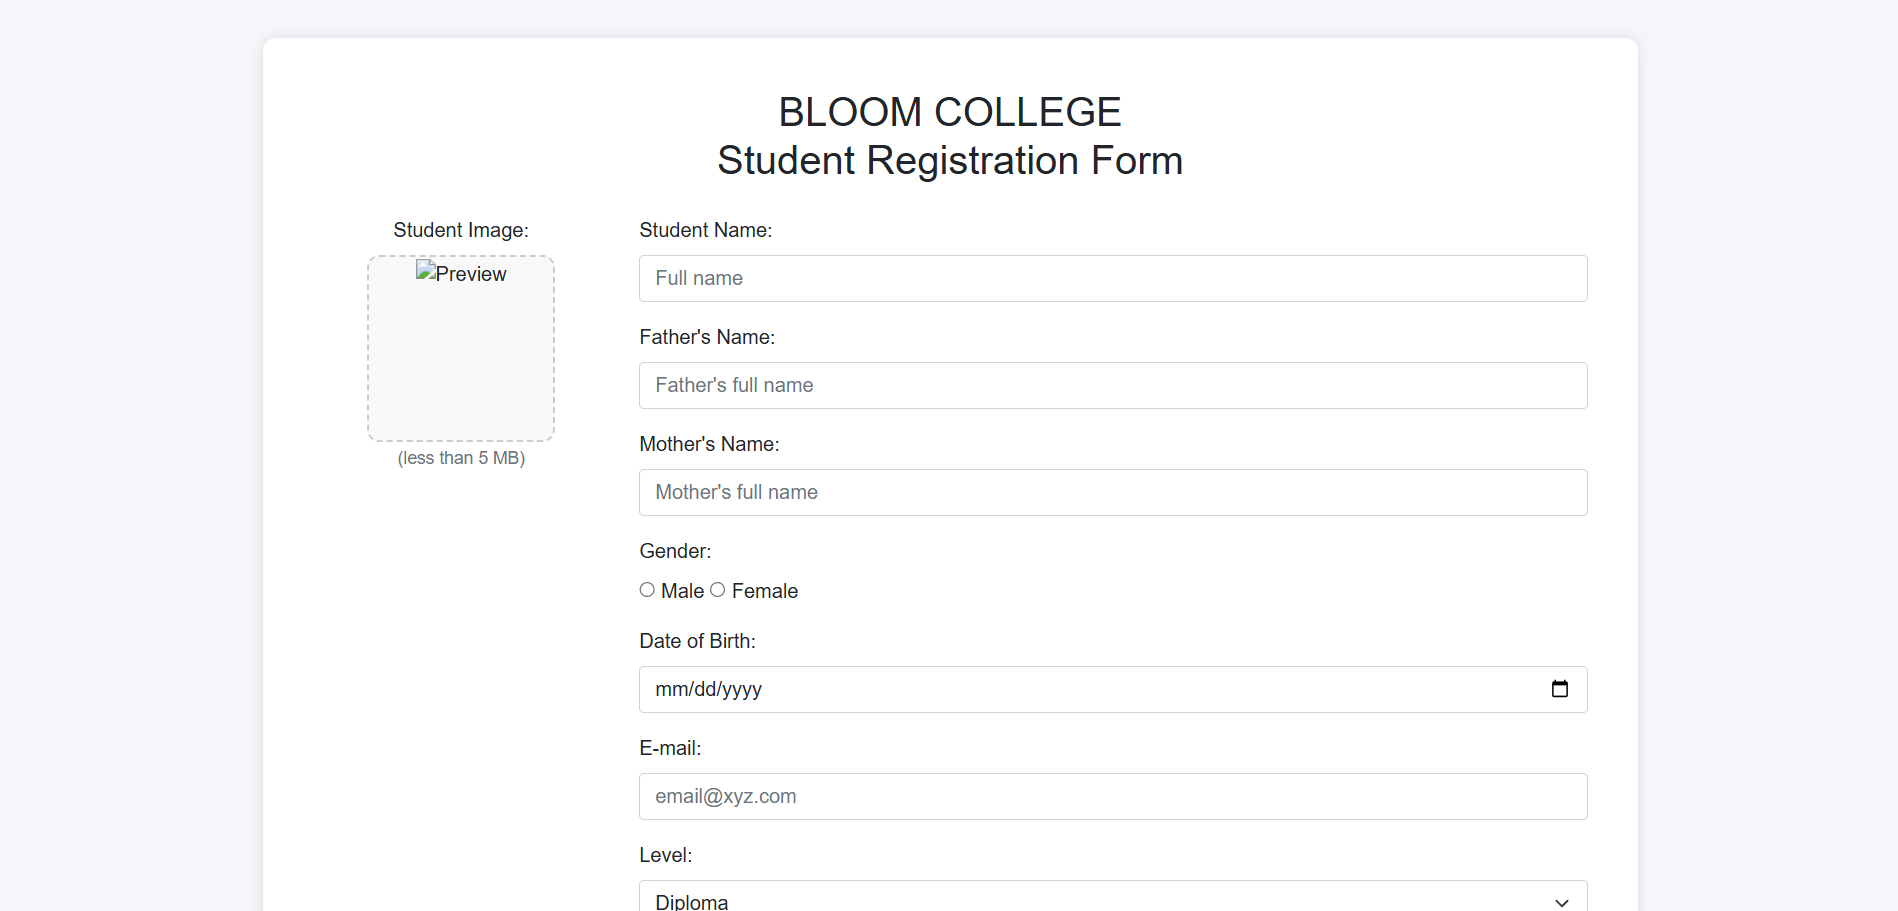 BLOOM COLLEGE
Student Registration Form
Student Image:
Preview
(less than 5 MB)
Student Name:
Full name
Father's Name:
Father's full name
Mother's Name:
Mother's full name
Gender:
Male Female
Date of Birth:
mm/dd/yyyy
E-mail:
email@xyz.com
Level:
Diploma